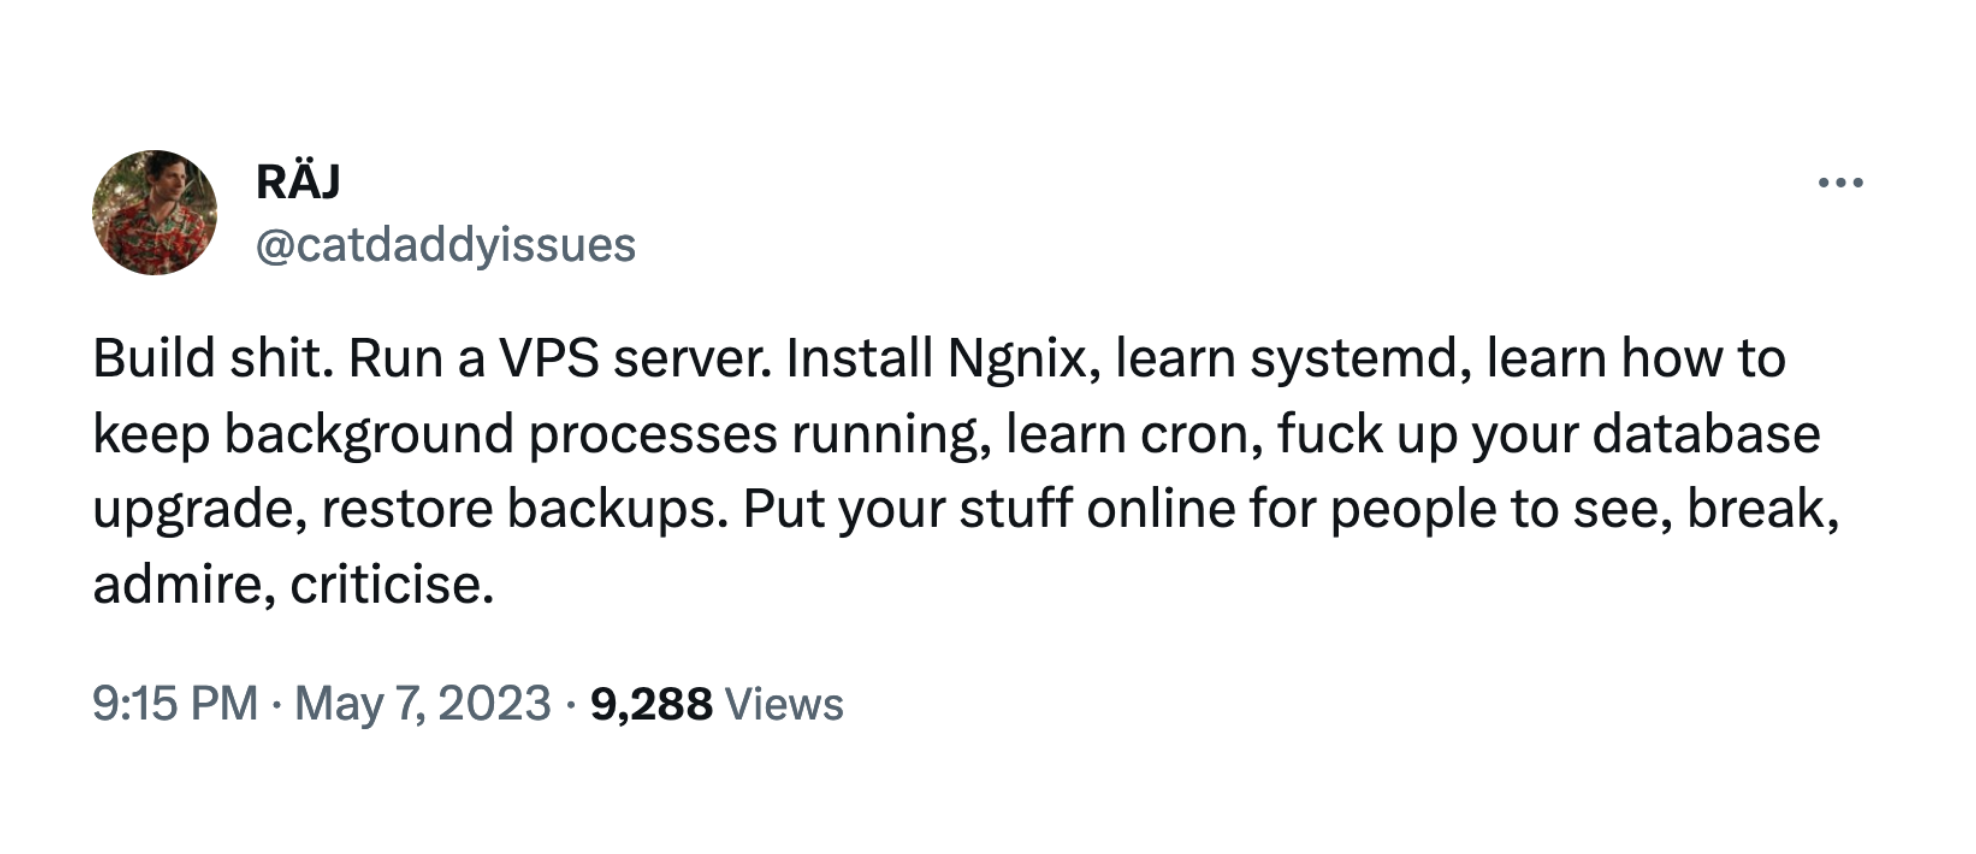 RÄJ
@catdaddyissues
Build shit. Run a VPS server. Install Ngnix, learn systemd, learn how to
keep background processes running, learn cron, fuck up your database
upgrade, restore backups. Put your stuff online for people to see, break,
admire, criticise.
9:15 PM · May 7, 2023 · 9,288 Views